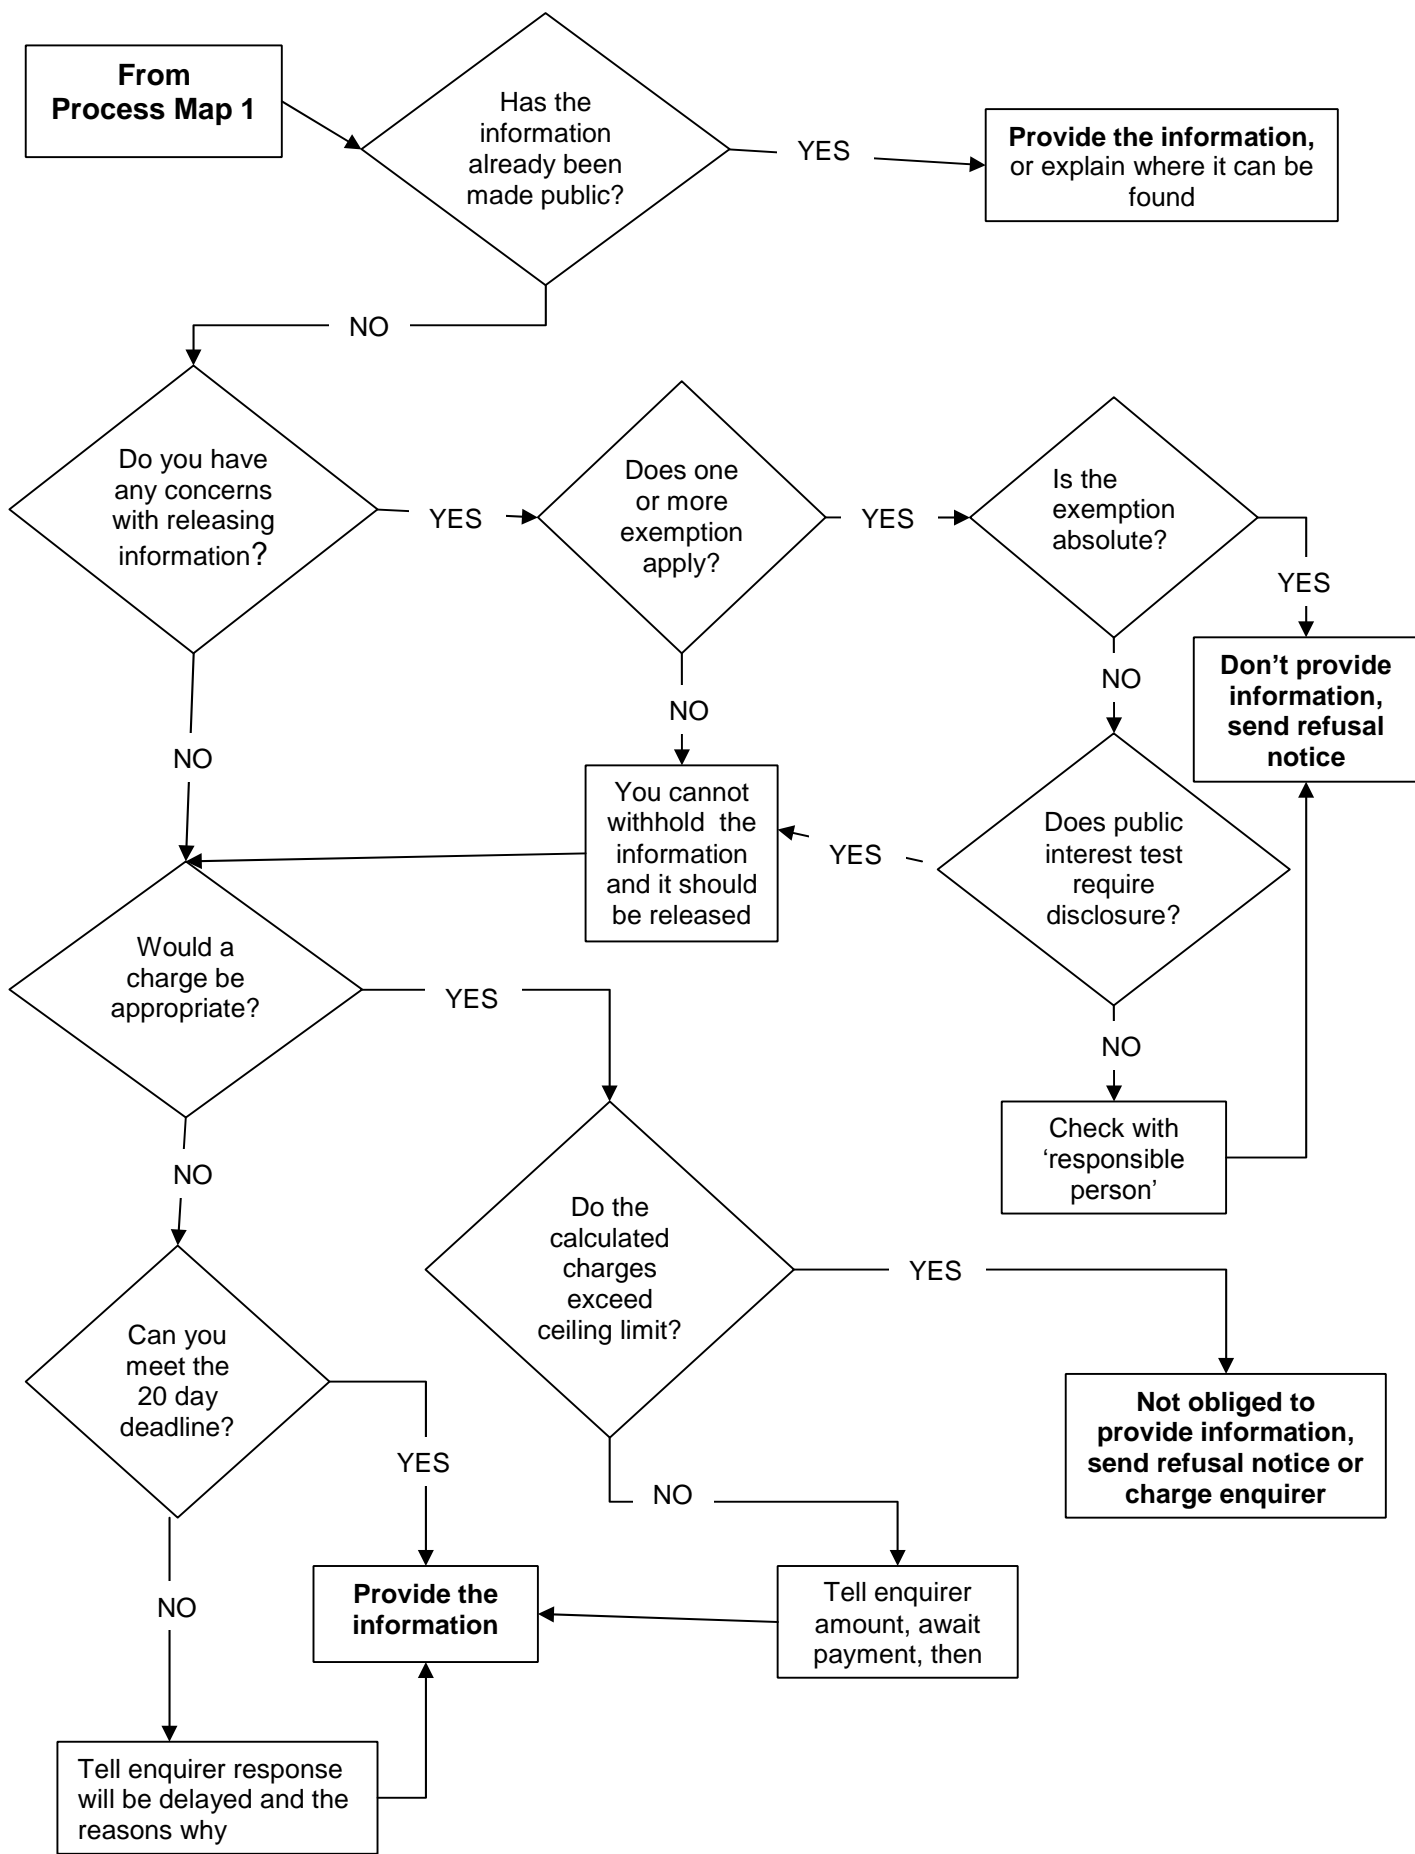 From
Process Map 1
Has the
information
already been
made public?
YES
Provide the information,
or explain where it can be
found
NO
Do you have
any concerns
with releasing
information?
YES
Does one
or more
exemption
apply?
YES
Is the
exemption
absolute?
YES
Don’t provide
information,
send refusal
notice
NO
NO
NO
You cannot
withhold the
information
and it should
be released
YES
Does public
interest test
require
disclosure?
Would a
charge be
appropriate?
YES
NO
Check with
‘responsible
person’
NO
Do the
calculated
charges
exceed
ceiling limit?
YES
Can you
meet the
20 day
deadline?
YES
Not obliged to
provide information,
send refusal notice or
charge enquirer
NO
NO
Provide the
information
Tell enquirer
amount, await
payment, then
Tell enquirer response
will be delayed and the
reasons why